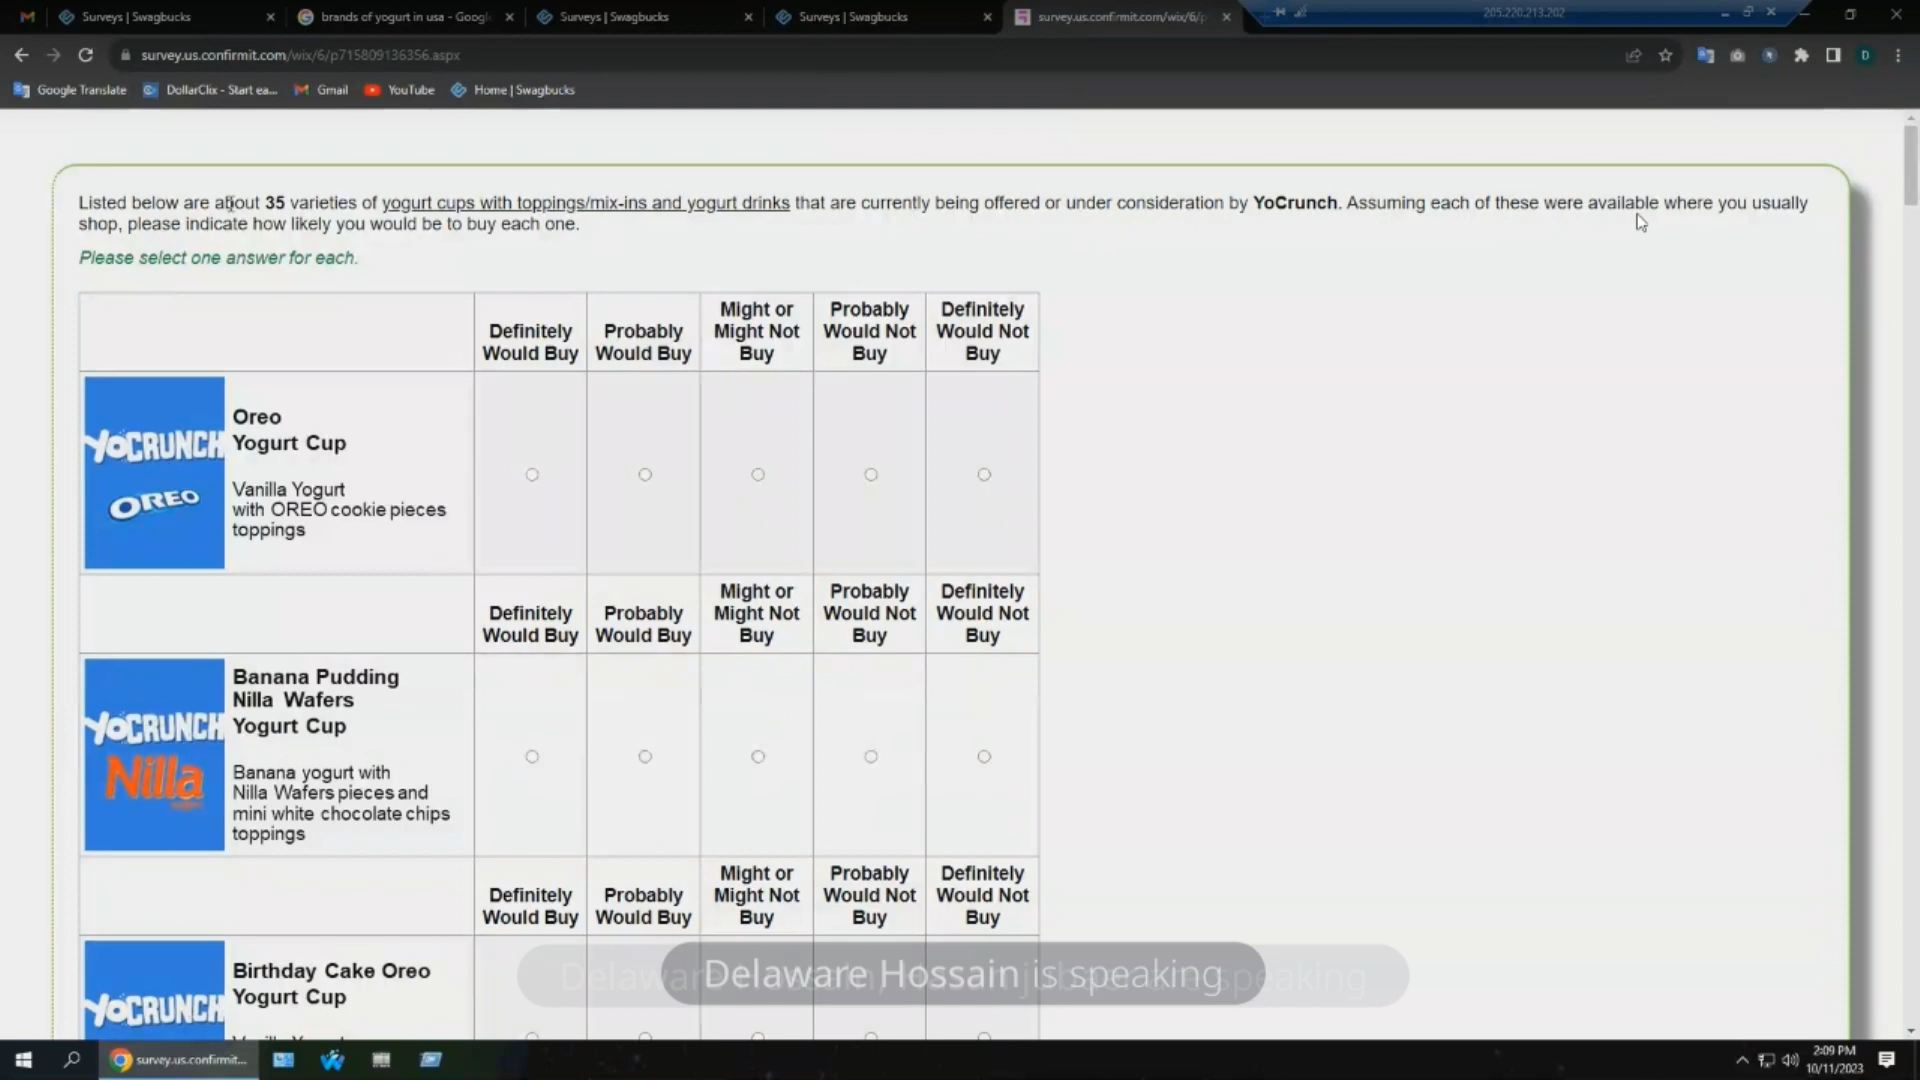 Surveys | Swagbucks
brands of yogurt in usa - Googl
Surveys | Swagbucks
Surveys | Swagbucks
survey.us.confirmit.com/wix/6/p
205.220.213.202
survey.us.confirmit.com/wix/6/p715809136356.aspx
D
Google Translate
DollarClix - Start ea...
Gmail
YouTube
Home | Swagbucks
Listed below are about 35 varieties of yogurt cups with toppings/mix-ins and yogurt drinks that are currently being offered or under consideration by YoCrunch. Assuming each of these were available where you usually
shop, please indicate how likely you would be to buy each one.
Please select one answer for each.
Definitely Would Buy
Probably Would Buy
Might or Might Not Buy
Probably Would Not Buy
Definitely Would Not Buy
YoCRUNCH
OREO
Oreo
Yogurt Cup
Vanilla Yogurt
with OREO cookie pieces
toppings
Definitely Would Buy
Probably Would Buy
Might or Might Not Buy
Probably Would Not Buy
Definitely Would Not Buy
YoCRUNCH
Nilla
Banana Pudding
Nilla Wafers
Yogurt Cup
Banana yogurt with
Nilla Wafers pieces and
mini white chocolate chips
toppings
Definitely Would Buy
Probably Would Buy
Might or Might Not Buy
Probably Would Not Buy
Definitely Would Not Buy
YoCRUNCH
Birthday Cake Oreo
Yogurt Cup
Delaware Hossain is speaking
survey.us.confirmit...
2:09 PM
10/11/2023